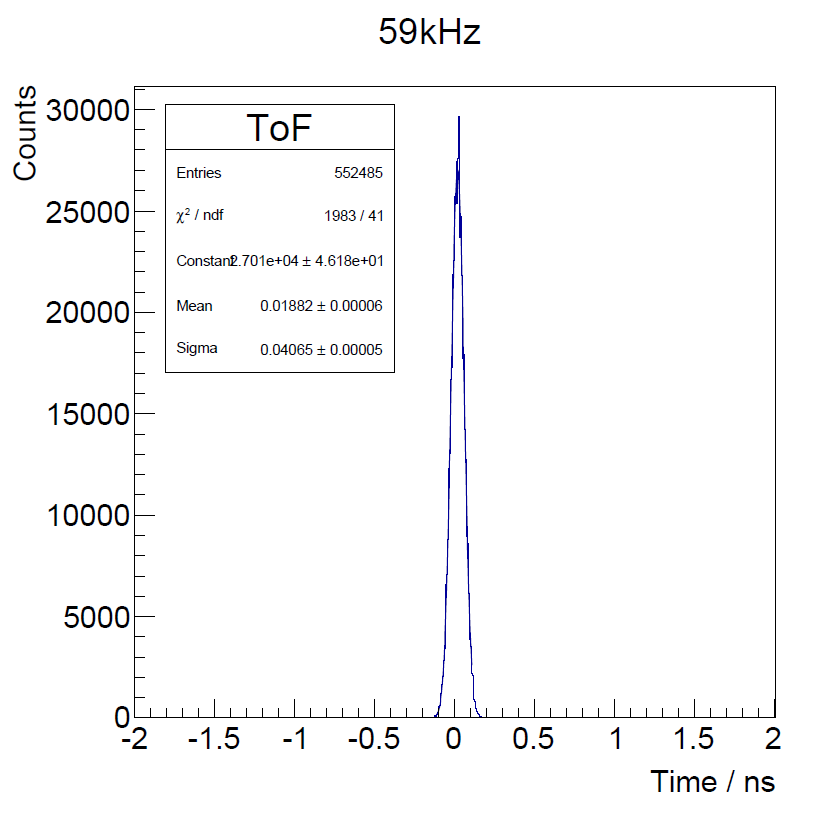 59kHz
Counts
30000
25000
20000
15000
10000
5000
0
ToF
Entries 552485
χ² / ndf 1983 / 41
Constant 2.701e+04 ± 4.618e+01
Mean 0.01882 ± 0.00006
Sigma 0.04065 ± 0.00005
-2 -1.5 -1 -0.5 0 0.5 1 1.5 2
Time / ns